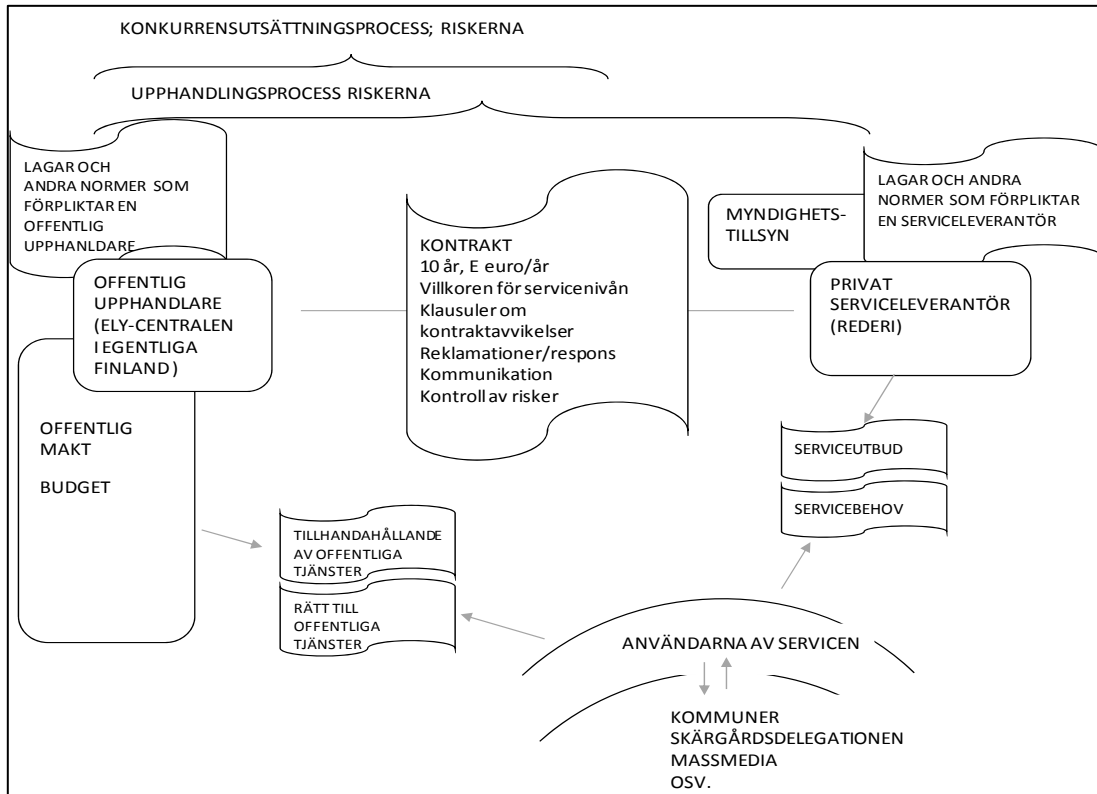 KONKURRENSUTSÄTTNINGSPROCESS; RISKERNA
UPPHANDLINGSPROCESS RISKERNA
LAGAR OCH
ANDRA NORMER SOM
FÖRPLIKTAR EN
OFFENTLIG
UPPHANLDARE
OFFENTLIG
UPPHANDLARE
(ELY-CENTRALEN
I EGENTLIGA
FINLAND)
OFFENTLIG
MAKT
BUDGET
KONTRAKT
10 år, E euro/år
Villkoren för servicenivån
Klausuler om
kontraktavvikelser
Reklamationer/respons
Kommunikation
Kontroll av risker
MYNDIGHETS-
TILLSYN
LAGAR OCH ANDRA
NORMER SOM FÖRPLIKTAR
EN SERVICELEVERANTÖR
PRIVAT
SERVICELEVERANTÖR
(REDERI)
SERVICEUTBUD
SERVICEBEHOV
TILLHANDAHÅLLANDE
AV OFFENTLIGA
TJÄNSTER
RÄTT TILL
OFFENTLIGA
TJÄNSTER
ANVÄNDARNA AV SERVICEN
KOMMUNER
SKÄRGÅRDSDELEGATIONEN
MASSMEDIA
OSV.